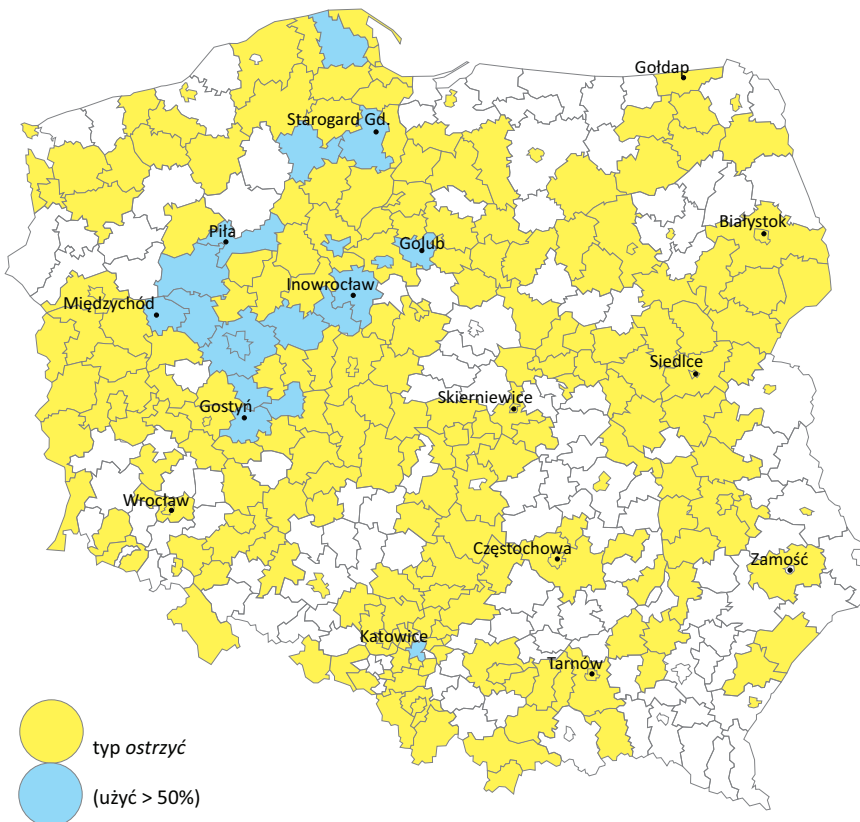 Gołdap
Starogard Gd.
Białystok
Piła
Golub
Inowrocław
Międzychód
Siedlce
Skierniewice
Gostyń
Wrocław
Częstochowa
Zamość
Katowice
Tarnów
typ ostrzyć
(użyć > 50%)